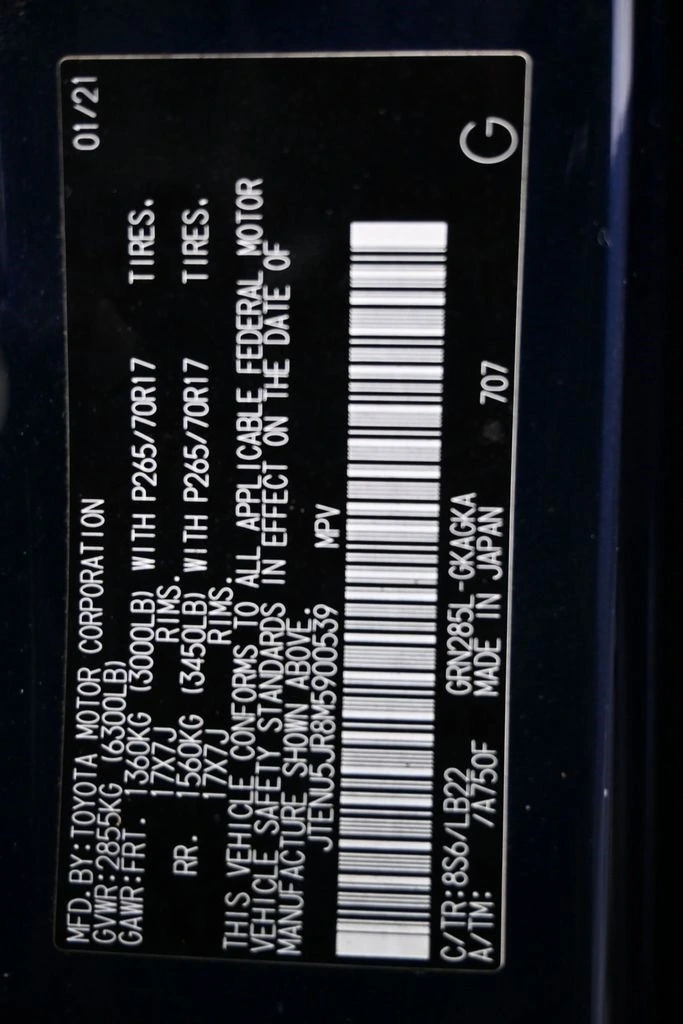 MFD.BY:TOYOTA MOTOR CORPORATION 01/21
GVWR:2855KG (6300LB)
GAWR:FRT. 1360KG (3000LB) WITH P265/70R17 TIRES.
17X7J RIMS.
RR. 1560KG (3450LB) WITH P265/70R17 TIRES.
17X7J RIMS.
THIS VEHICLE CONFORMS TO ALL APPLICABLE FEDERAL MOTOR
VEHICLE SAFETY STANDARDS IN EFFECT ON THE DATE OF
MANUFACTURE SHOWN ABOVE.
JTENU5JR8M5900539 MPV
C/TR:8S6/LB22 GRN285L-GKAGKA
A/TM: /A750F MADE IN JAPAN 707 G